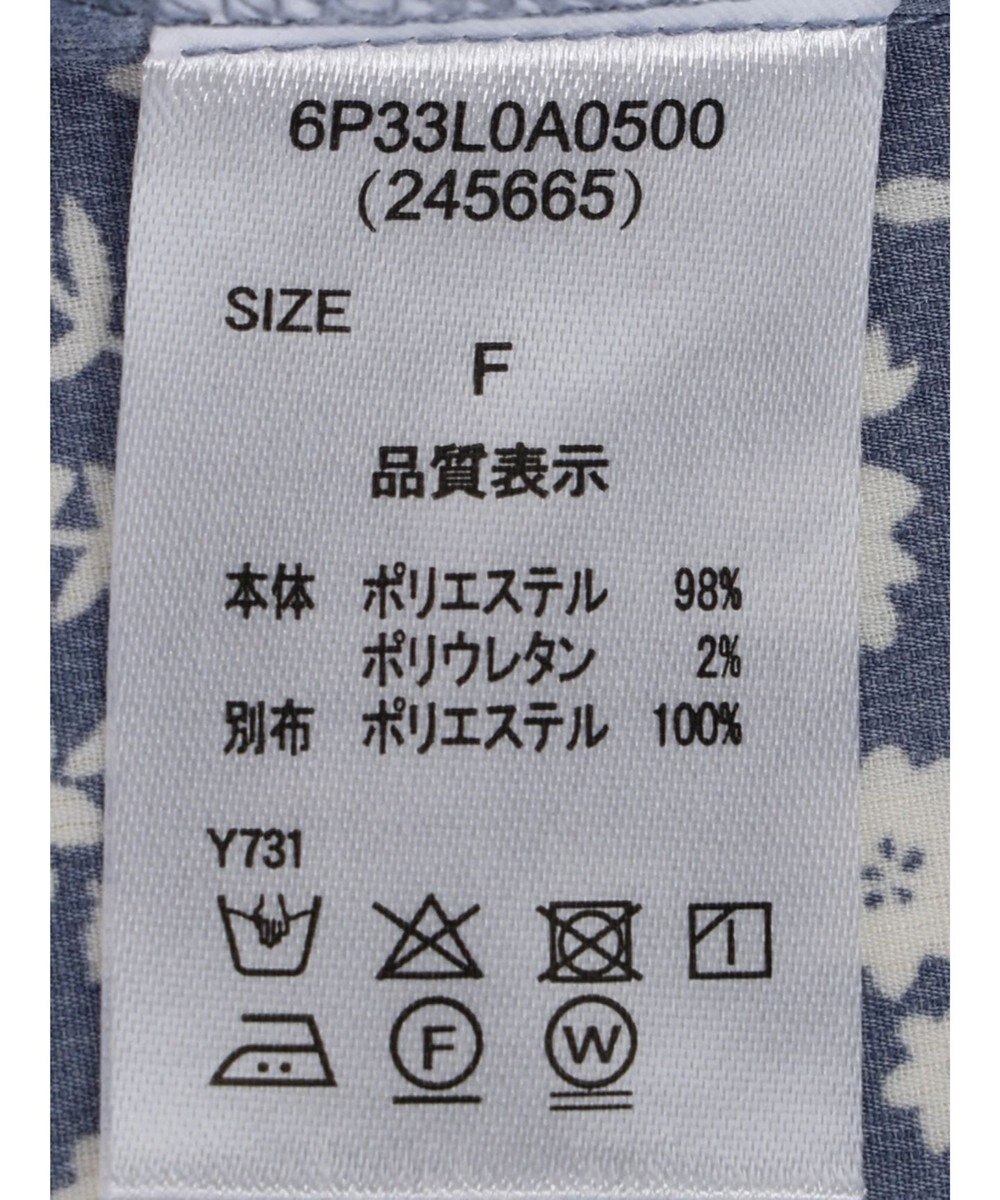 6P33L0A0500
(245665)
SIZE
F
品質表示
本体 ポリエステル 98%
ポリウレタン 2%
別布 ポリエステル 100%
Y731
F W